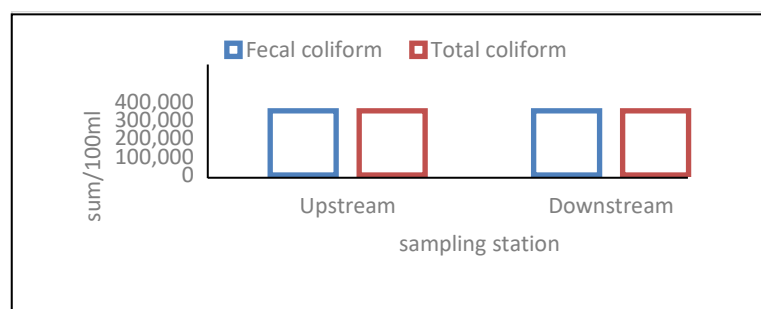 Fecal coliform Total coliform
400,000
300,000
200,000
100,000
0
sum/100ml
Upstream Downstream
sampling station